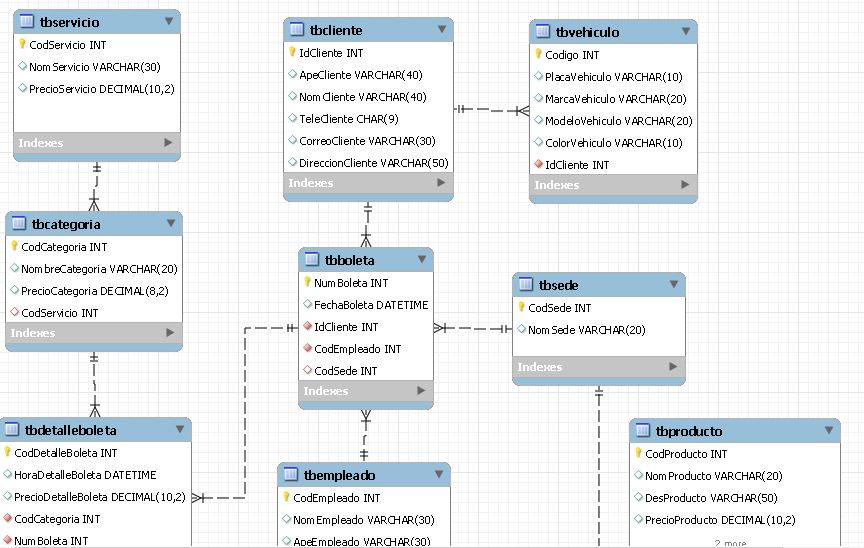 tbservicio
CodServicio INT
NomServicio VARCHAR(30)
PrecioServicio DECIMAL(10,2)
Indexes
tbcliente
IdCliente INT
ApeCliente VARCHAR(40)
NomCliente VARCHAR(40)
TeleCliente CHAR(9)
CorreoCliente VARCHAR(30)
DireccionCliente VARCHAR(50)
Indexes
tbvehiculo
Codigo INT
PlacaVehiculo VARCHAR(10)
MarcaVehiculo VARCHAR(20)
ModeloVehiculo VARCHAR(20)
ColorVehiculo VARCHAR(10)
IdCliente INT
Indexes
tbcategoria
CodCategoria INT
NombreCategoria VARCHAR(20)
PrecioCategoria DECIMAL(8,2)
CodServicio INT
Indexes
tbboleta
NumBoleta INT
FechaBoleta DATETIME
IdCliente INT
CodEmpleado INT
CodSede INT
Indexes
tbsede
CodSede INT
NomSede VARCHAR(20)
Indexes
tbdetalleboleta
CodDetalleBoleta INT
HoraDetalleBoleta DATETIME
PrecioDetalleBoleta DECIMAL(10,2)
CodCategoria INT
NumBoleta INT
tbempleado
CodEmpleado INT
NomEmpleado VARCHAR(30)
ApeEmpleado VARCHAR(30)
tbproducto
CodProducto INT
NomProducto VARCHAR(20)
DesProducto VARCHAR(50)
PrecioProducto DECIMAL(10,2)
2 more